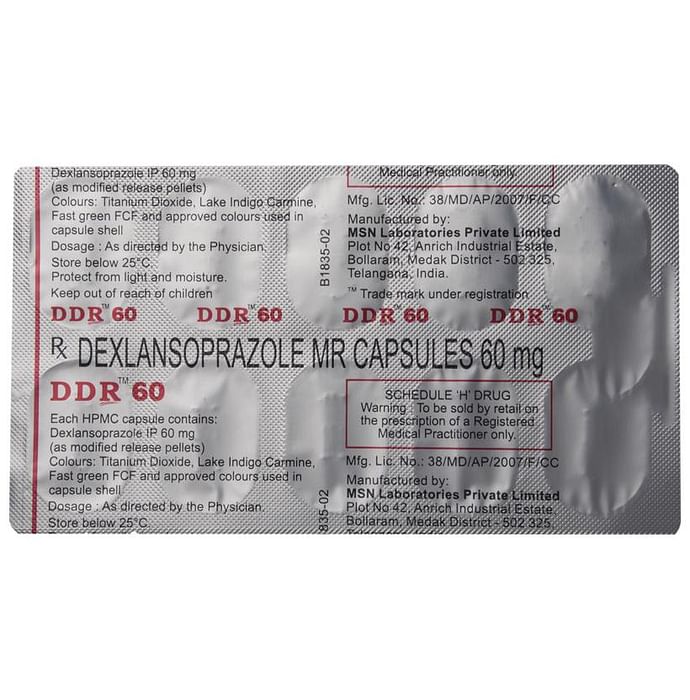 Dexlansoprazole IP 60 mg
(as modified release pellets)
Colours: Titanium Dioxide, Lake Indigo Carmine,
Fast green FCF and approved colours used in
capsule shell
Dosage : As directed by the Physician.
Store below 25°C.
Protect from light and moisture.
Keep out of reach of children
B1835-02
Medical Practitioner only.
Mfg. Lic. No.: 38/MD/AP/2007/F/CC
Manufactured by:
MSN Laboratories Private Limited
Plot No 42, Anrich Industrial Estate,
Bollaram, Medak District - 502 325,
Telangana, India.
™ Trade mark under registration
DDR™ 60 DDR™ 60 DDR™ 60 DDR™ 60
Rx DEXLANSOPRAZOLE MR CAPSULES 60 mg
DDR™ 60
Each HPMC capsule contains:
Dexlansoprazole IP 60 mg
(as modified release pellets)
Colours: Titanium Dioxide, Lake Indigo Carmine,
Fast green FCF and approved colours used in
capsule shell
Dosage : As directed by the Physician.
Store below 25°C.
835-02
SCHEDULE 'H' DRUG
Warning : To be sold by retail on
the prescription of a Registered
Medical Practitioner only.
Mfg. Lic. No.: 38/MD/AP/2007/F/CC
Manufactured by:
MSN Laboratories Private Limited
Plot No 42, Anrich Industrial Estate,
Bollaram, Medak District - 502 325,